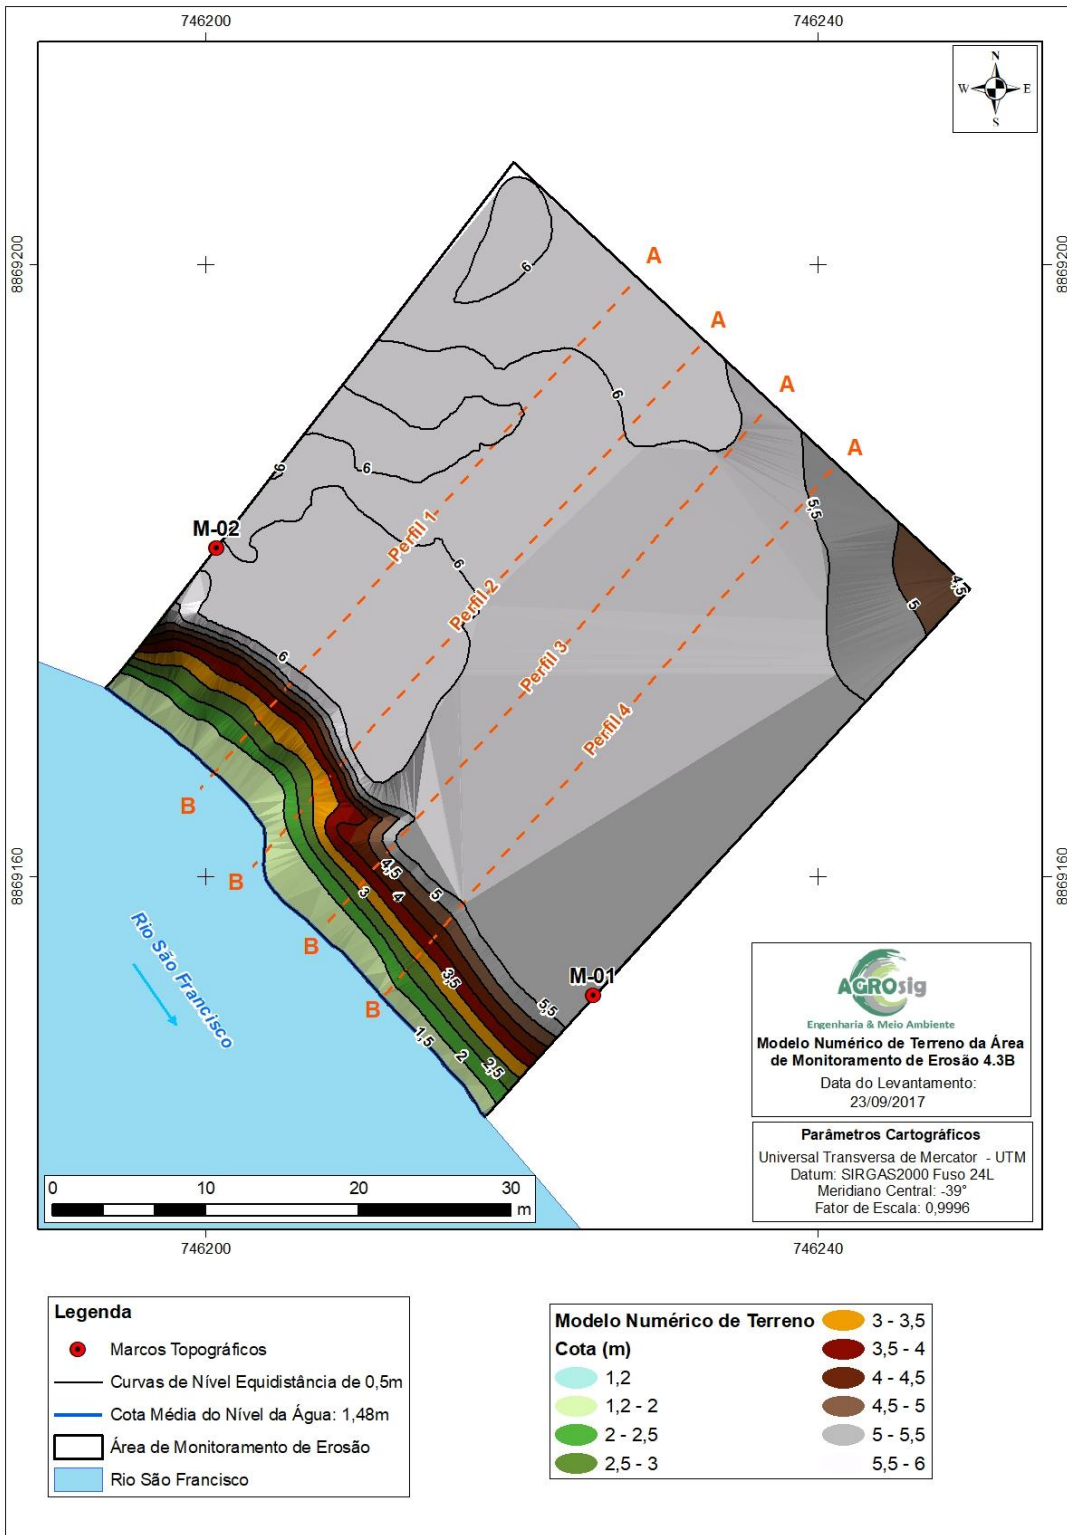 746200
746240
N
W
E
S
8869200
8869200
A
A
A
A
6
6
6
6
5,5
M-02
Perfil 1
6
Perfil 2
5
4,5
6
Perfil 3
Perfil 4
B
B
B
B
4,5
4
3
5
3,5
5,5
1,5
2
2,5
8869160
8869160
M-01
Rio São Francisco
AGROsig
Engenharia & Meio Ambiente
Modelo Numérico de Terreno da Área
de Monitoramento de Erosão 4.3B
Data do Levantamento:
23/09/2017
Parâmetros Cartográficos
Universal Transversa de Mercator - UTM
Datum: SIRGAS2000 Fuso 24L
Meridiano Central: -39°
Fator de Escala: 0,9996
0
10
20
30
m
746200
746240
Legenda
Marcos Topográficos
Curvas de Nível Equidistância de 0,5m
Cota Média do Nível da Água: 1,48m
Área de Monitoramento de Erosão
Rio São Francisco
Modelo Numérico de Terreno
Cota (m)
1,2
1,2 - 2
2 - 2,5
2,5 - 3
3 - 3,5
3,5 - 4
4 - 4,5
4,5 - 5
5 - 5,5
5,5 - 6